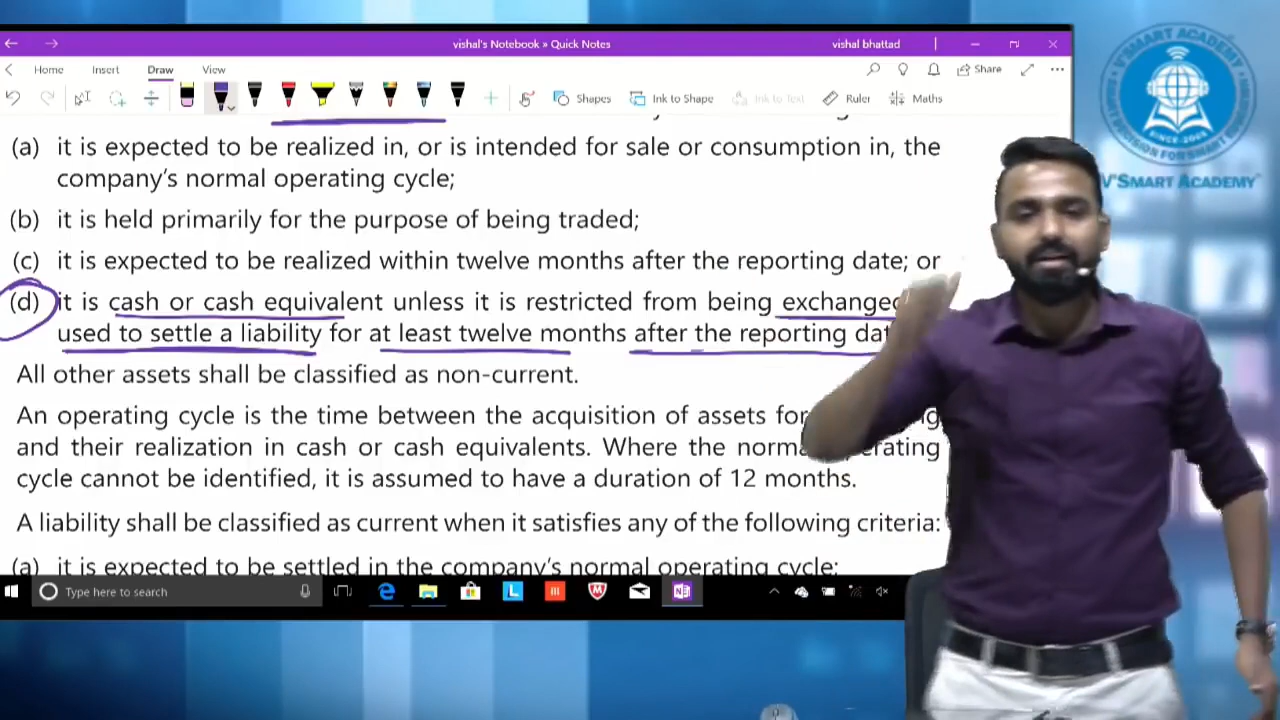 vishal's Notebook » Quick Notes
vishal bhattad
Home Insert Draw View
Share
Shapes
Ink to Shape
Ink to Text
Ruler
Maths
(a) it is expected to be realized in, or is intended for sale or consumption in, the
company's normal operating cycle;
(b) it is held primarily for the purpose of being traded;
(c) it is expected to be realized within twelve months after the reporting date; or
(d) it is cash or cash equivalent unless it is restricted from being exchanged
used to settle a liability for at least twelve months after the reporting
All other assets shall be classified as non-current.
An operating cycle is the time between the acquisition of assets for
and their realization in cash or cash equivalents. Where the
cycle cannot be identified, it is assumed to have a duration of 12 months.
A liability shall be classified as current when it satisfies any of the following criteria:
(a) it is expected to be settled in the company's normal operating cycle;
Type here to search
V'SMART ACADEMY
SINCE
V'SMART ACADEMY